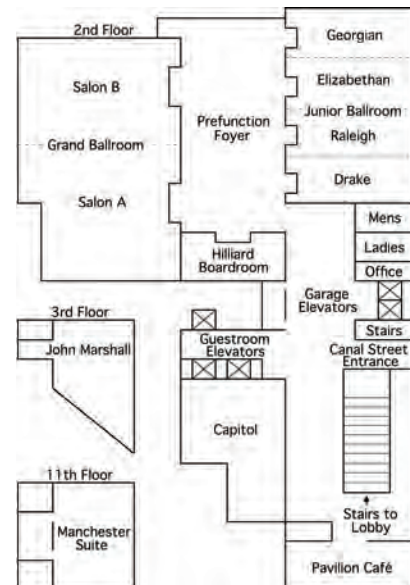 2nd Floor
Georgian
Salon B
Elizabethan
Prefunction
Foyer
Junior Ballroom
Grand Ballroom
Raleigh
Salon A
Drake
Mens
Hilliard
Boardroom
Ladies
Office
Garage
Elevators
3rd Floor
John Marshall
Guestroom
Elevators
Stairs
Canal Street
Entrance
Capitol
11th Floor
Manchester
Suite
Stairs to
Lobby
Pavilion Café